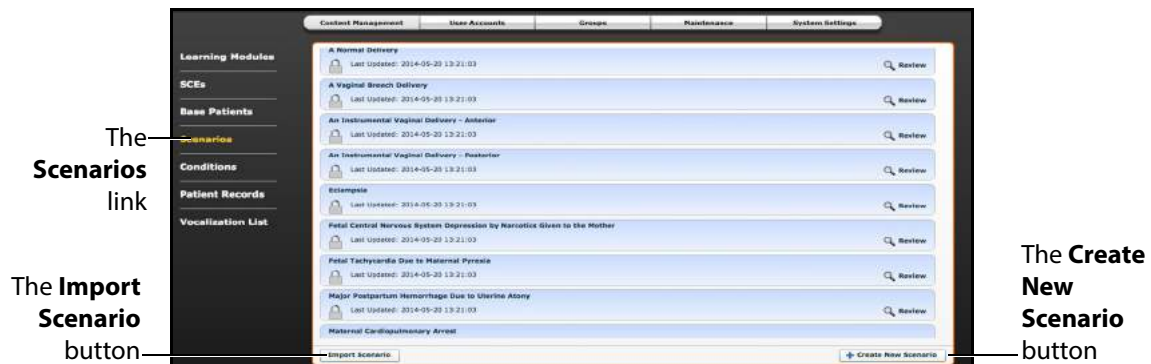 Content Management User Accounts Groups Maintenance System Settings
Learning Modules
SCEs
Base Patients
Scenarios
Conditions
Patient Records
Vocalization List
A Normal Delivery
Last Updated: 2014-05-20 13:21:03 Review
A Vaginal Breech Delivery
Last Updated: 2014-05-20 13:21:03 Review
An Instrumental Vaginal Delivery - Anterior
Last Updated: 2014-05-20 13:21:03 Review
An Instrumental Vaginal Delivery - Posterior
Last Updated: 2014-05-20 13:21:03 Review
Eclampsia
Last Updated: 2014-05-20 13:21:03 Review
Fetal Central Nervous System Depression by Narcotics Given to the Mother
Last Updated: 2014-05-20 13:21:03 Review
Fetal Tachycardia Due to Maternal Pyrexia
Last Updated: 2014-05-20 13:21:03 Review
Major Postpartum Hemorrhage Due to Uterine Atony
Last Updated: 2014-05-20 13:21:03 Review
Maternal Cardiopulmonary Arrest
Import Scenario Create New Scenario
The
Scenarios
link
The Import
Scenario
button
The Create
New
Scenario
button